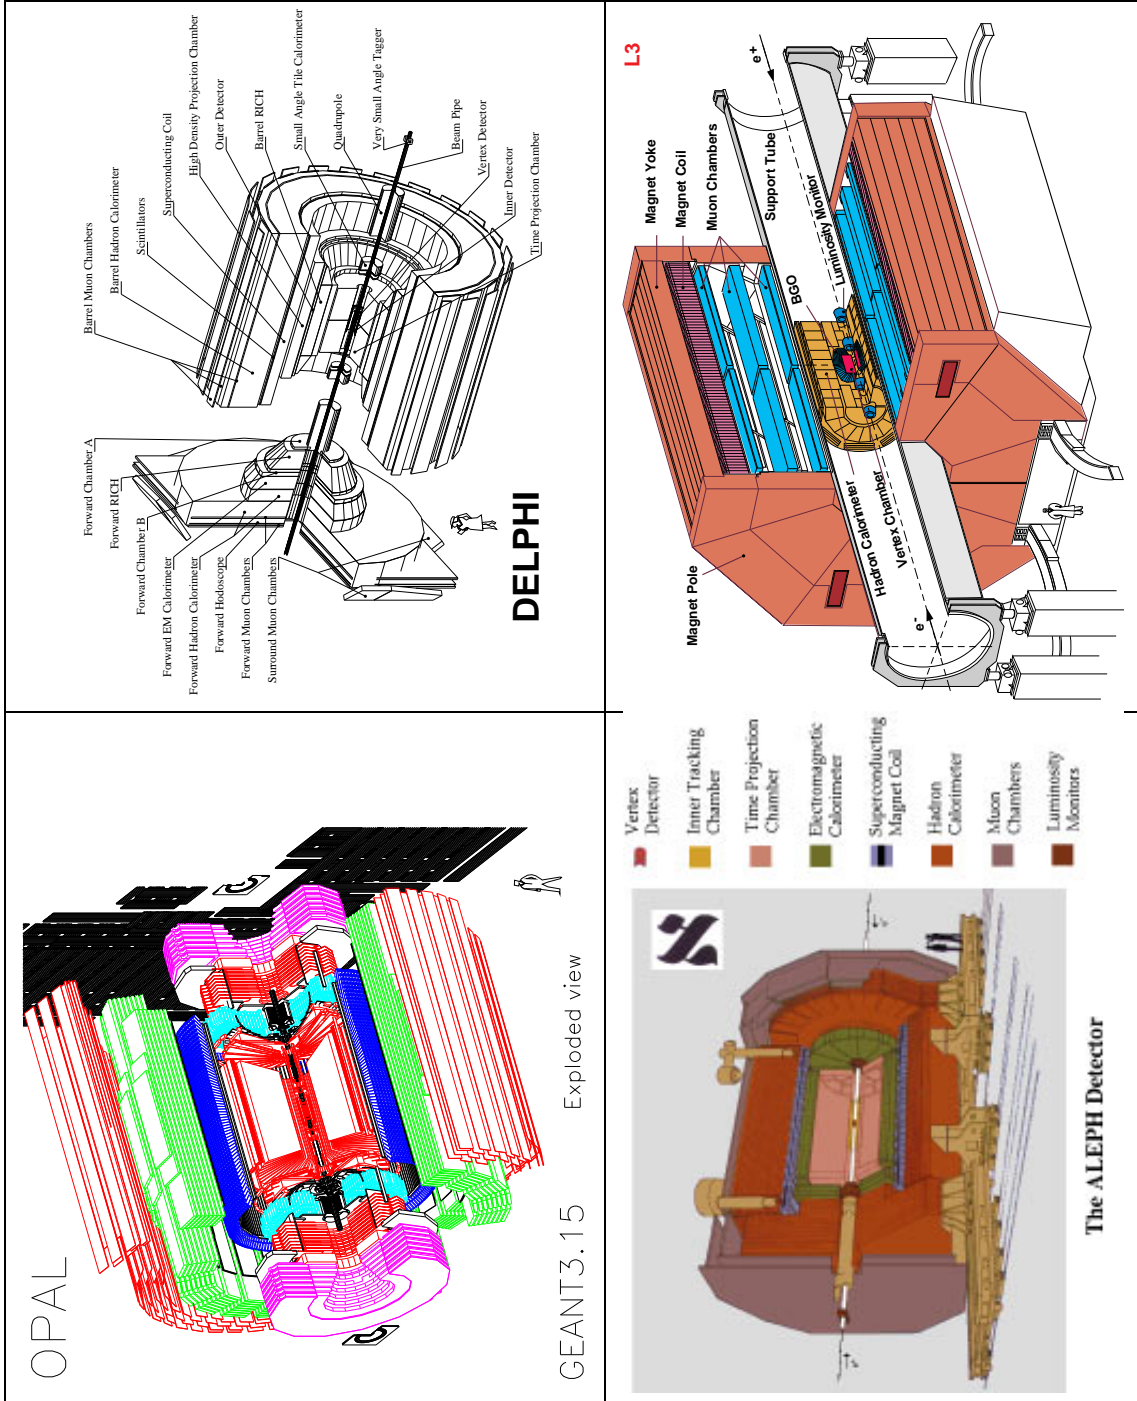 OPAL
GEANT3.15
Exploded view
Barrel Muon Chambers
Barrel Hadron Calorimeter
Scintillators
Superconducting Coil
High Density Projection Chamber
Outer Detector
Barrel RICH
Small Angle Tile Calorimeter
Quadrupole
Very Small Angle Tagger
Beam Pipe
Vertex Detector
Inner Detector
Time Projection Chamber
Forward Chamber A
Forward RICH
Forward Chamber B
Forward EM Calorimeter
Forward Hadron Calorimeter
Forward Hodoscope
Forward Muon Chambers
Surround Muon Chambers
DELPHI
Vertex
Detector
Inner Tracking
Chamber
Time Projection
Chamber
Electromagnetic
Calorimeter
Superconducting
Magnet Coil
Hadron
Calorimeter
Muon
Chambers
Luminosity
Monitors
The ALEPH Detector
L3
e+
Magnet Yoke
Magnet Coil
Muon Chambers
Support Tube
Luminosity Monitor
BGO
Hadron Calorimeter
Vertex Chamber
Magnet Pole
e-